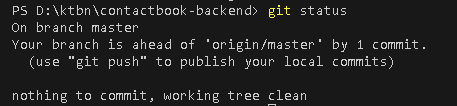 PS D:\ktbn\contactbook-backend> git status
On branch master
Your branch is ahead of 'origin/master' by 1 commit.
  (use "git push" to publish your local commits)

nothing to commit, working tree clean